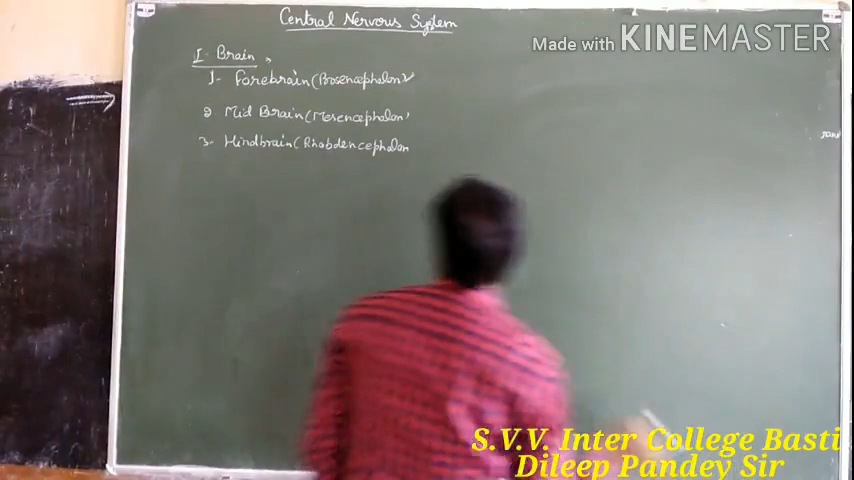 Central Nervous System
Made with KINEMASTER
I- Brain,
1- Forebrain (Prosencephalon)
2. Mid Brain (Mesencephalon)
3- Hindbrain (Rhobdencephalon
S.V.V. Inter College Basti
Dileep Pandey Sir